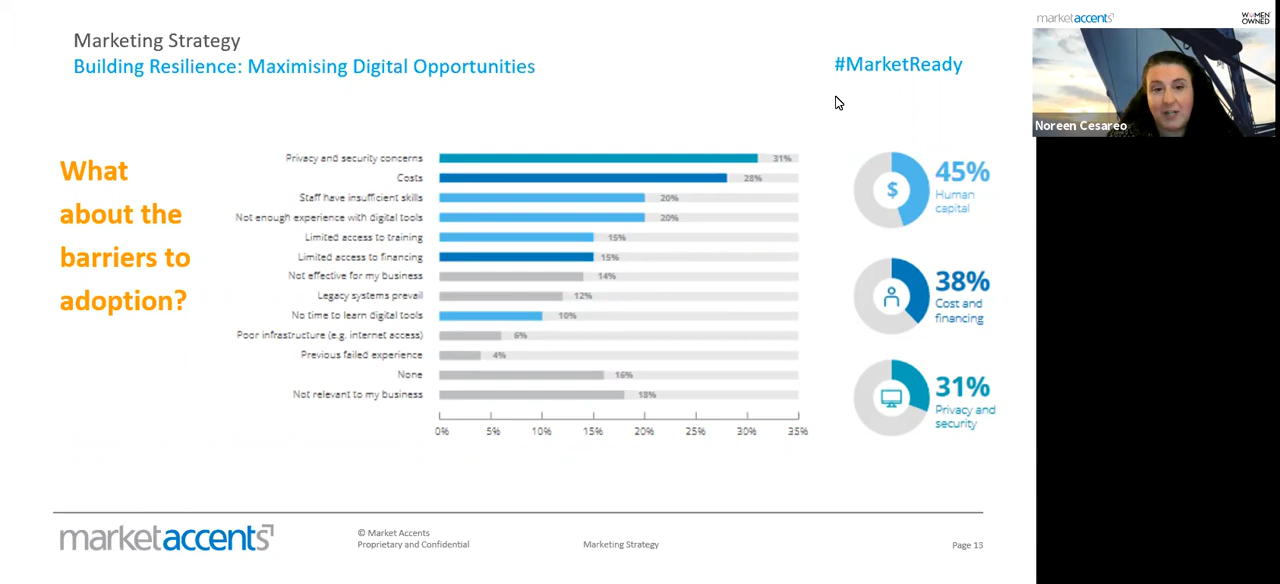 Marketing Strategy
Building Resilience: Maximising Digital Opportunities
#MarketReady
What
about the
barriers to
adoption?
Privacy and security concerns 31%
Costs 28%
Staff have insufficient skills 20%
Not enough experience with digital tools 20%
Limited access to training 15%
Limited access to financing 15%
Not effective for my business 14%
Legacy systems prevail 12%
No time to learn digital tools 10%
Poor infrastructure (e.g. internet access) 6%
Previous failed experience 4%
None 16%
Not relevant to my business 18%
0% 5% 10% 15% 20% 25% 30% 35%
$
45%
Human
capital
38%
Cost and
financing
31%
Privacy and
security
marketaccents
© Market Accents
Proprietary and Confidential
Marketing Strategy
Page 13
marketaccents
WOMEN
OWNED
Noreen Cesareo